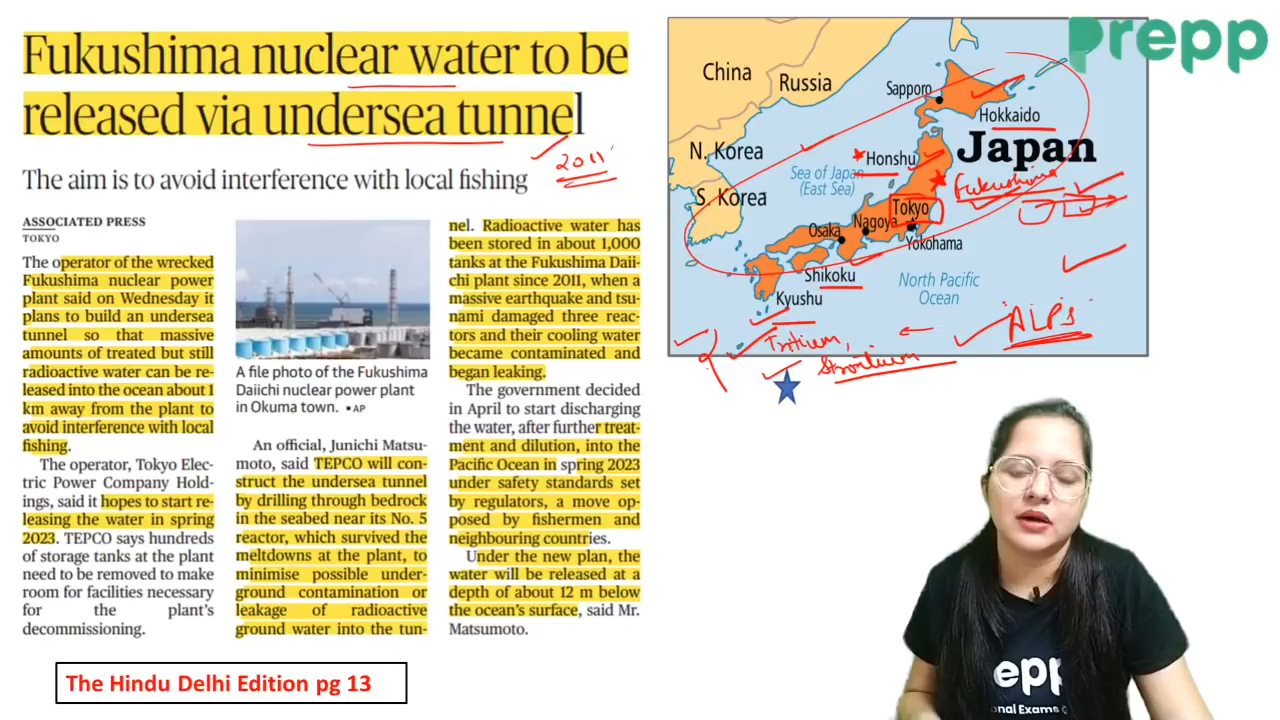 Fukushima nuclear water to be
released via undersea tunnel
2011
The aim is to avoid interference with local fishing
ASSOCIATED PRESS
TOKYO
The operator of the wrecked
Fukushima nuclear power
plant said on Wednesday it
plans to build an undersea
tunnel so that massive
amounts of treated but still
radioactive water can be re-
leased into the ocean about 1
km away from the plant to
avoid interference with local
fishing.
The operator, Tokyo Elec-
tric Power Company Hold-
ings, said it hopes to start re-
leasing the water in spring
2023. TEPCO says hundreds
of storage tanks at the plant
need to be removed to make
room for facilities necessary
for the plant's
decommissioning.
A file photo of the Fukushima
Daiichi nuclear power plant
in Okuma town. • AP
An official, Junichi Matsu-
moto, said TEPCO will con-
struct the undersea tunnel
by drilling through bedrock
in the seabed near its No. 5
reactor, which survived the
meltdowns at the plant, to
minimise possible under-
ground contamination or
leakage of radioactive
ground water into the tun-
nel. Radioactive water has
been stored in about 1,000
tanks at the Fukushima Dai-
chi plant since 2011, when a
massive earthquake and tsu-
nami damaged three reac-
tors and their cooling water
became contaminated and
began leaking.
The government decided
in April to start discharging
the water, after further treat-
ment and dilution, into the
Pacific Ocean in spring 2023
under safety standards set
by regulators, a move op-
posed by fishermen and
neighbouring countries.
Under the new plan, the
water will be released at a
depth of about 12 m below
the ocean's surface, said Mr.
Matsumoto.
The Hindu Delhi Edition pg 13
prepp
China
Russia
Sapporo
Hokkaido
N. Korea
Honshu
Japan
Sea of Japan
(East Sea)
S. Korea
Fukushima
Tokyo
Nagoya
Osaka
Yokohama
Shikoku
North Pacific
Ocean
Kyushu
ALPs
Tritium,
Strontium
epp
onal Exams